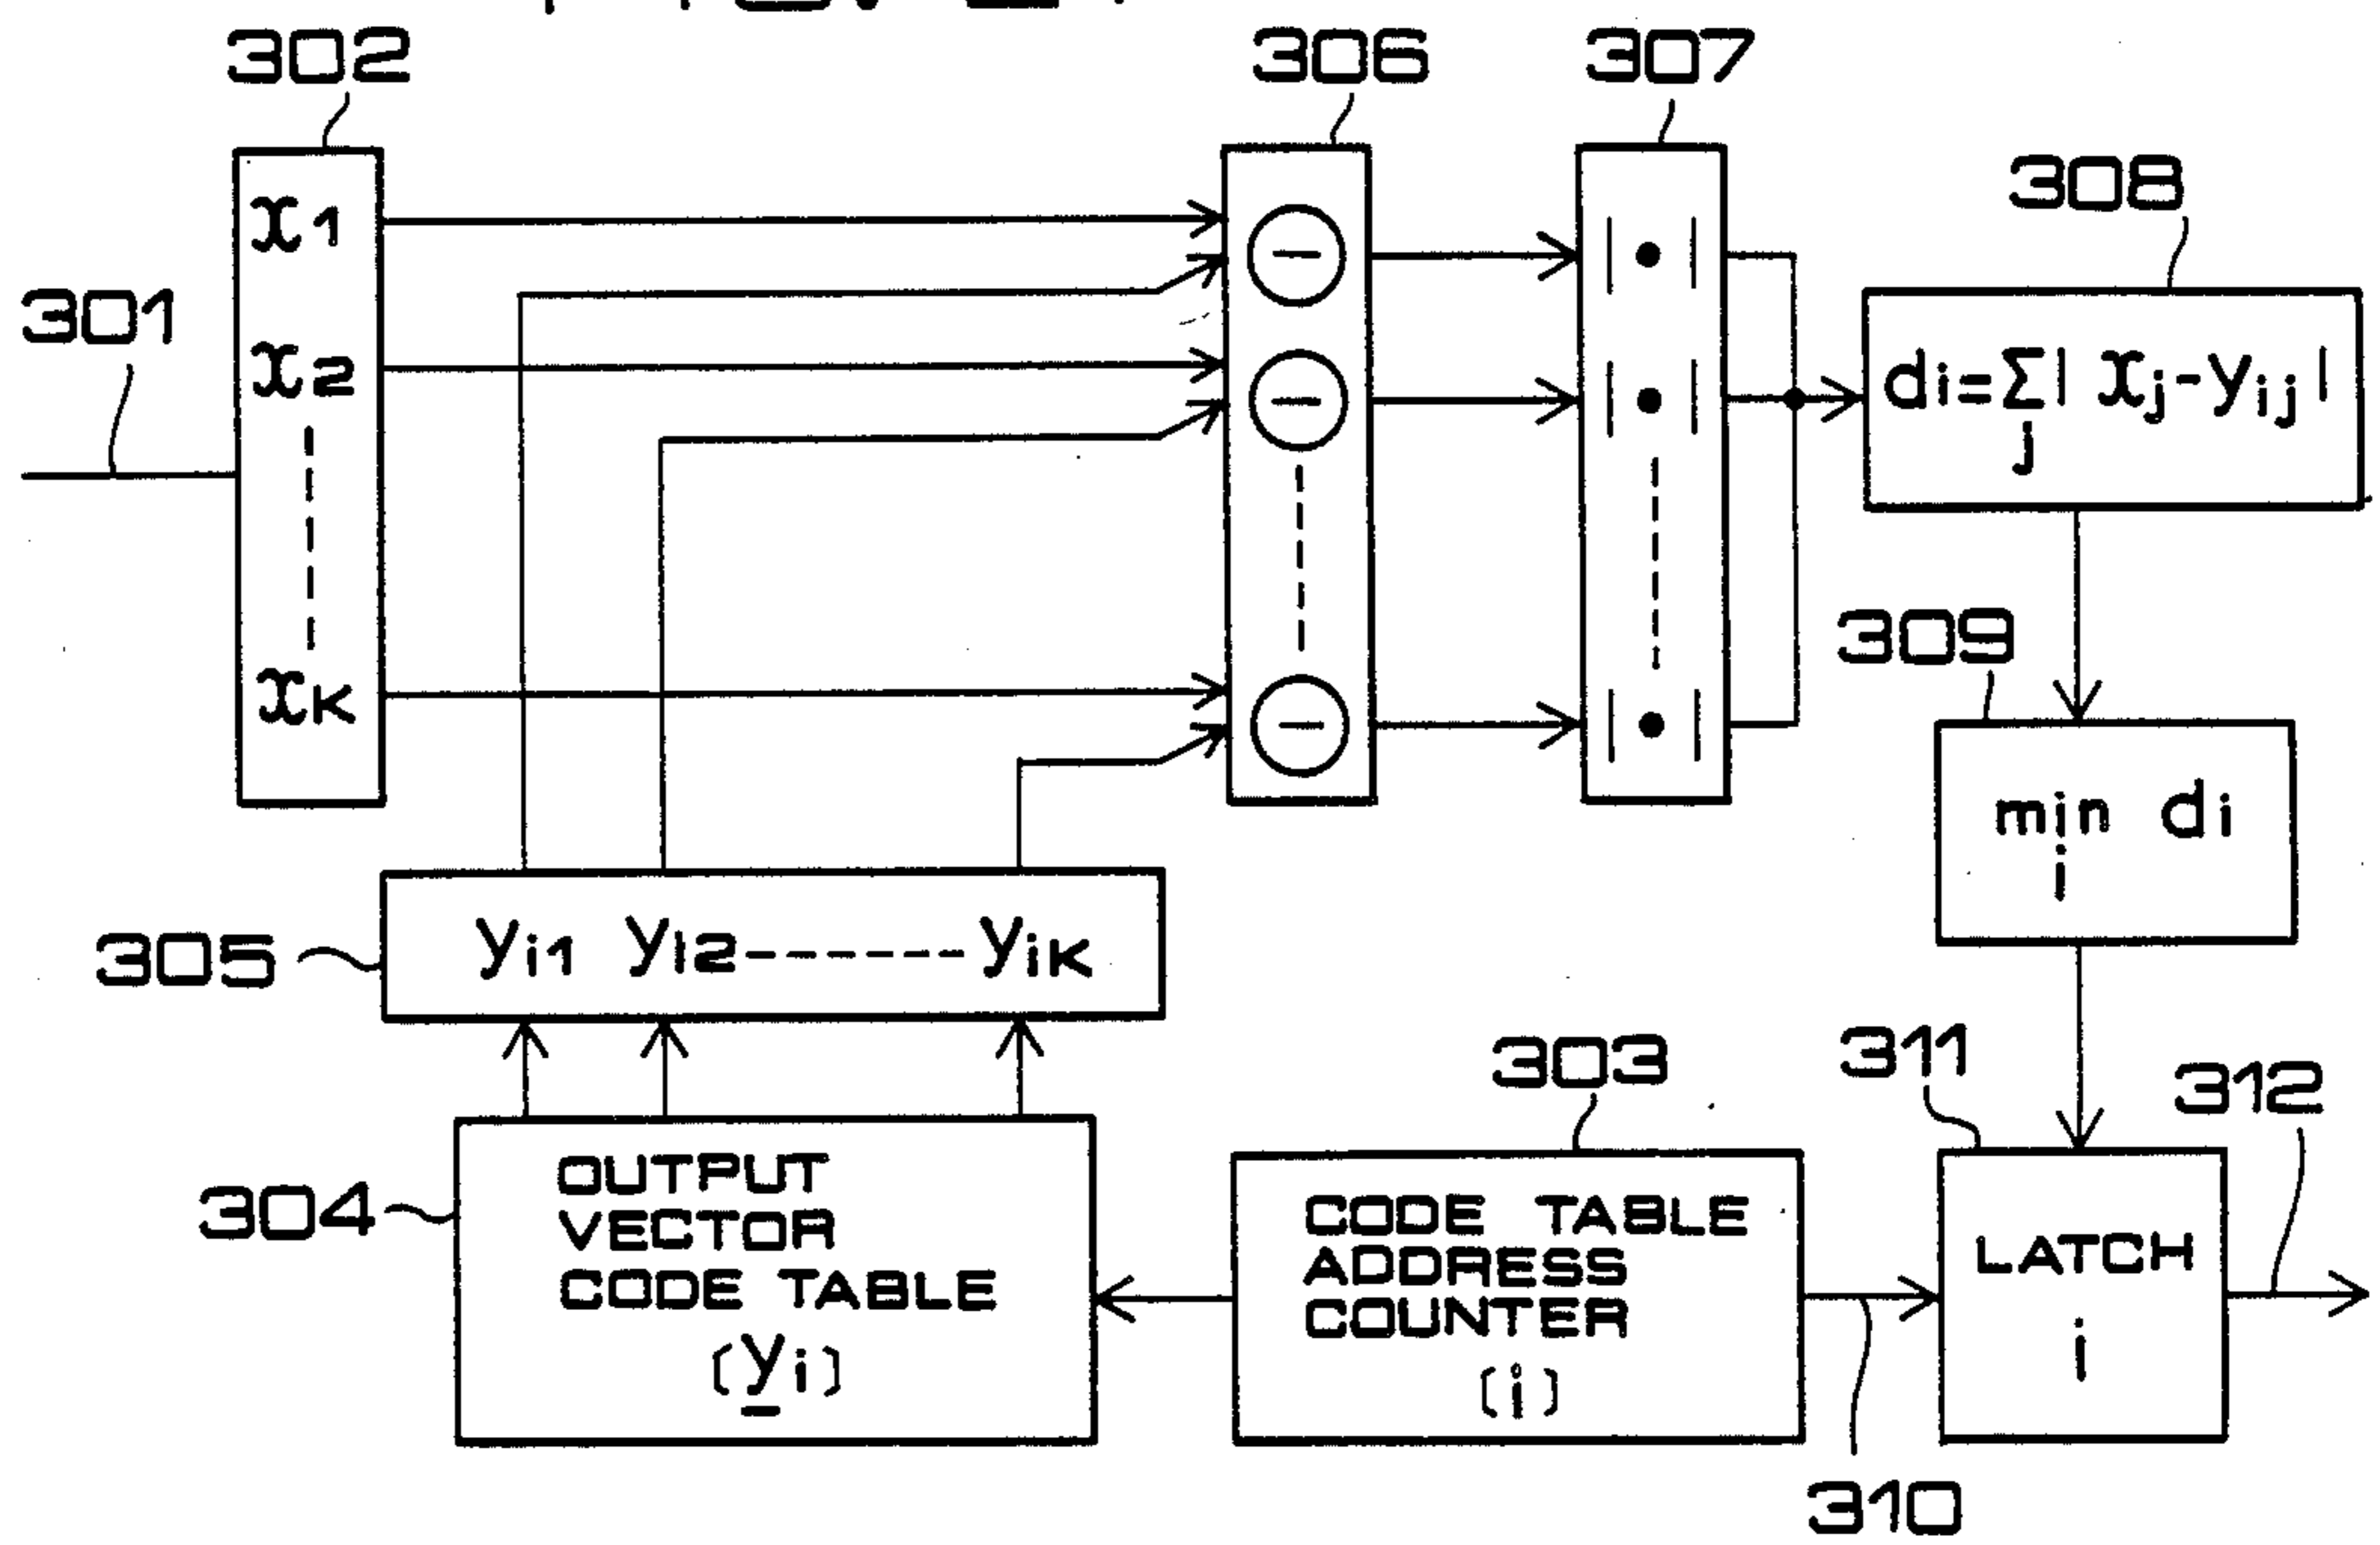 302
306
307
308
301
x1
x2
xK
di=Σ| xj-yij |
j
309
min di
i
305
yi1 yi2-------yiK
303
311
312
304
OUTPUT
VECTOR
CODE TABLE
(yi)
CODE TABLE
ADDRESS
COUNTER
(i)
LATCH
i
310